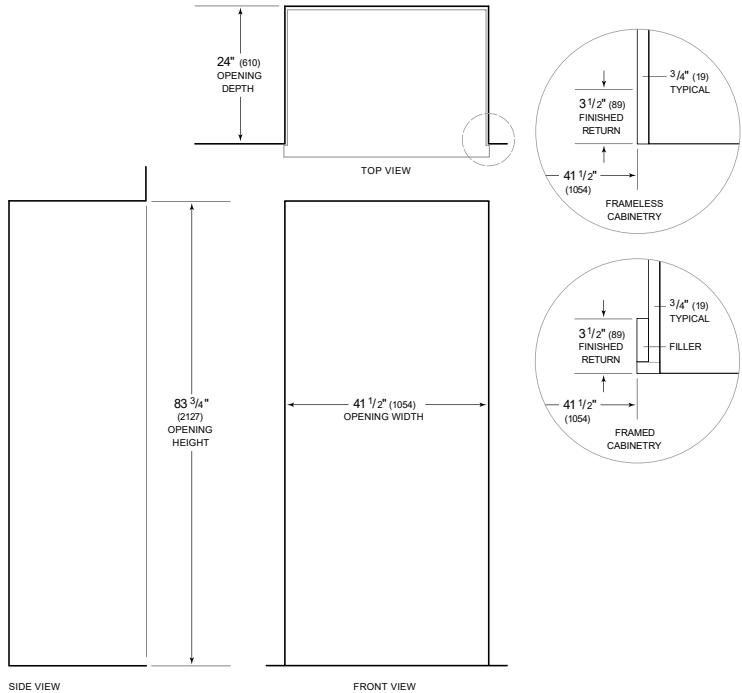 24" (610)
OPENING
DEPTH
TOP VIEW
3/4" (19)
TYPICAL
3 1/2" (89)
FINISHED
RETURN
41 1/2"
(1054)
FRAMELESS
CABINETRY
3/4" (19)
TYPICAL
3 1/2" (89)
FINISHED
RETURN
FILLER
41 1/2"
(1054)
FRAMED
CABINETRY
83 3/4"
(2127)
OPENING
HEIGHT
41 1/2" (1054)
OPENING WIDTH
SIDE VIEW
FRONT VIEW